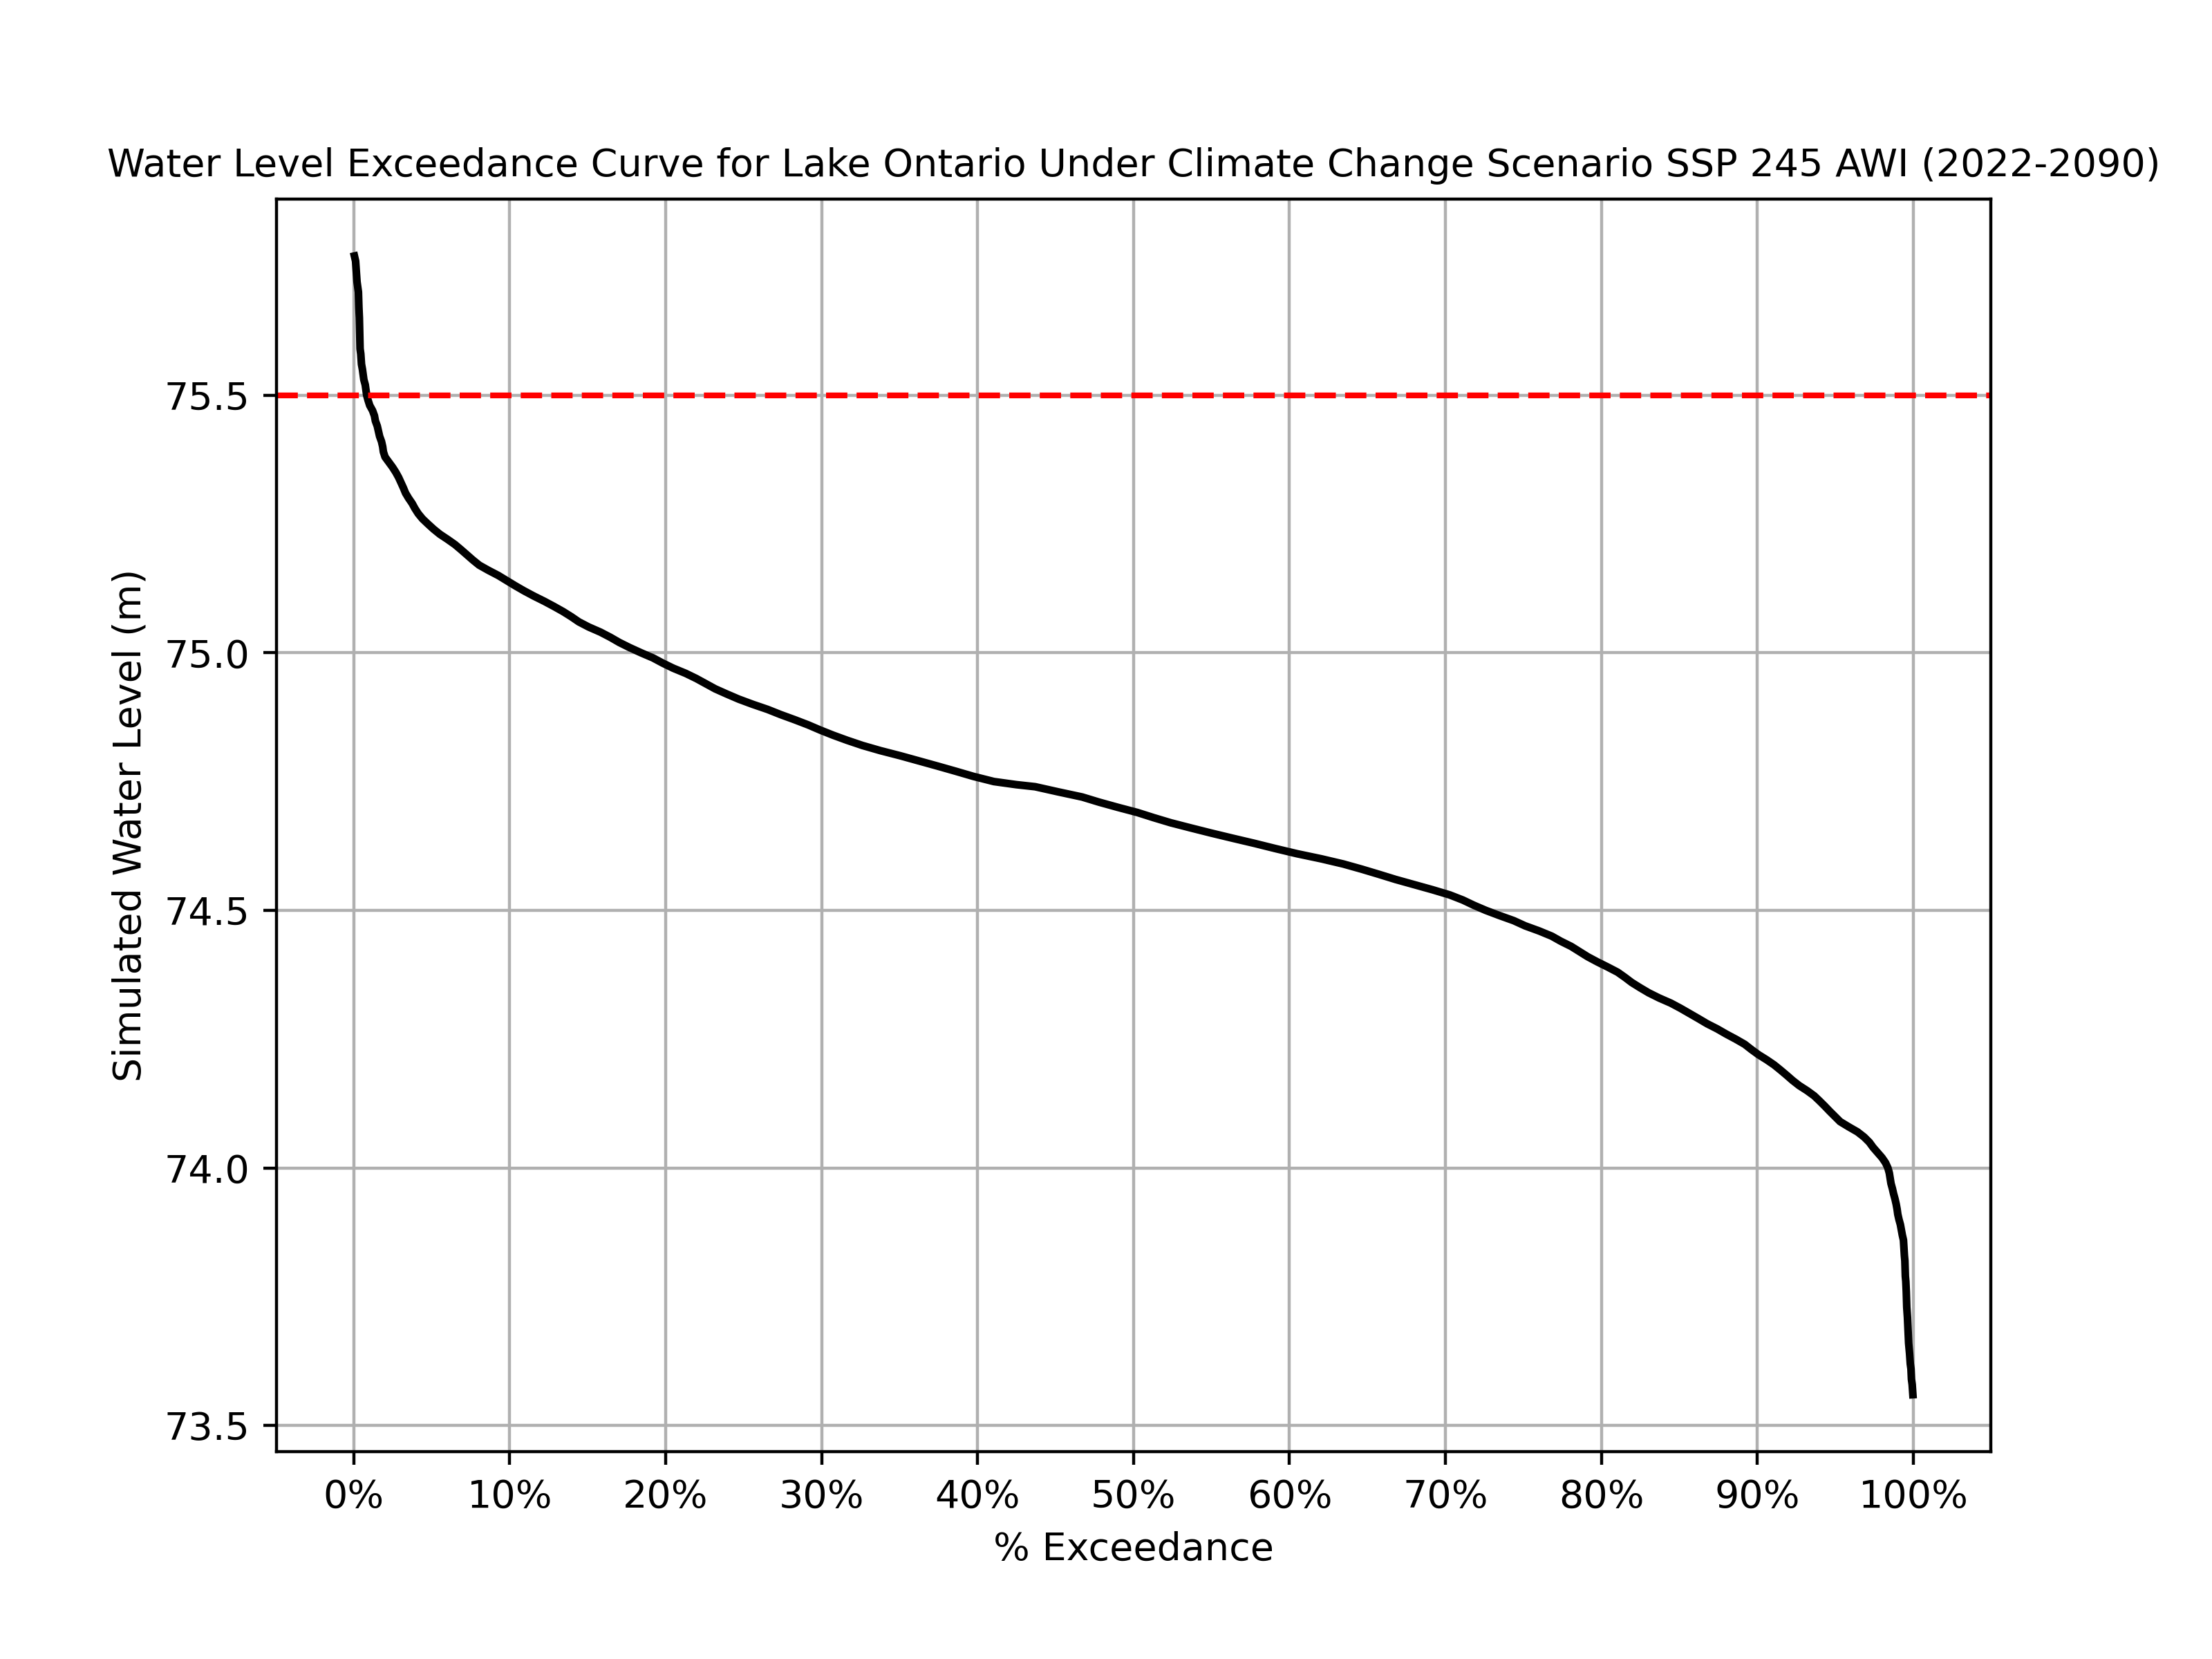 Water Level Exceedance Curve for Lake Ontario Under Climate Change Scenario SSP 245 AWI (2022-2090)
Simulated Water Level (m)
75.5
75.0
74.5
74.0
73.5
0% 10% 20% 30% 40% 50% 60% 70% 80% 90% 100%
% Exceedance